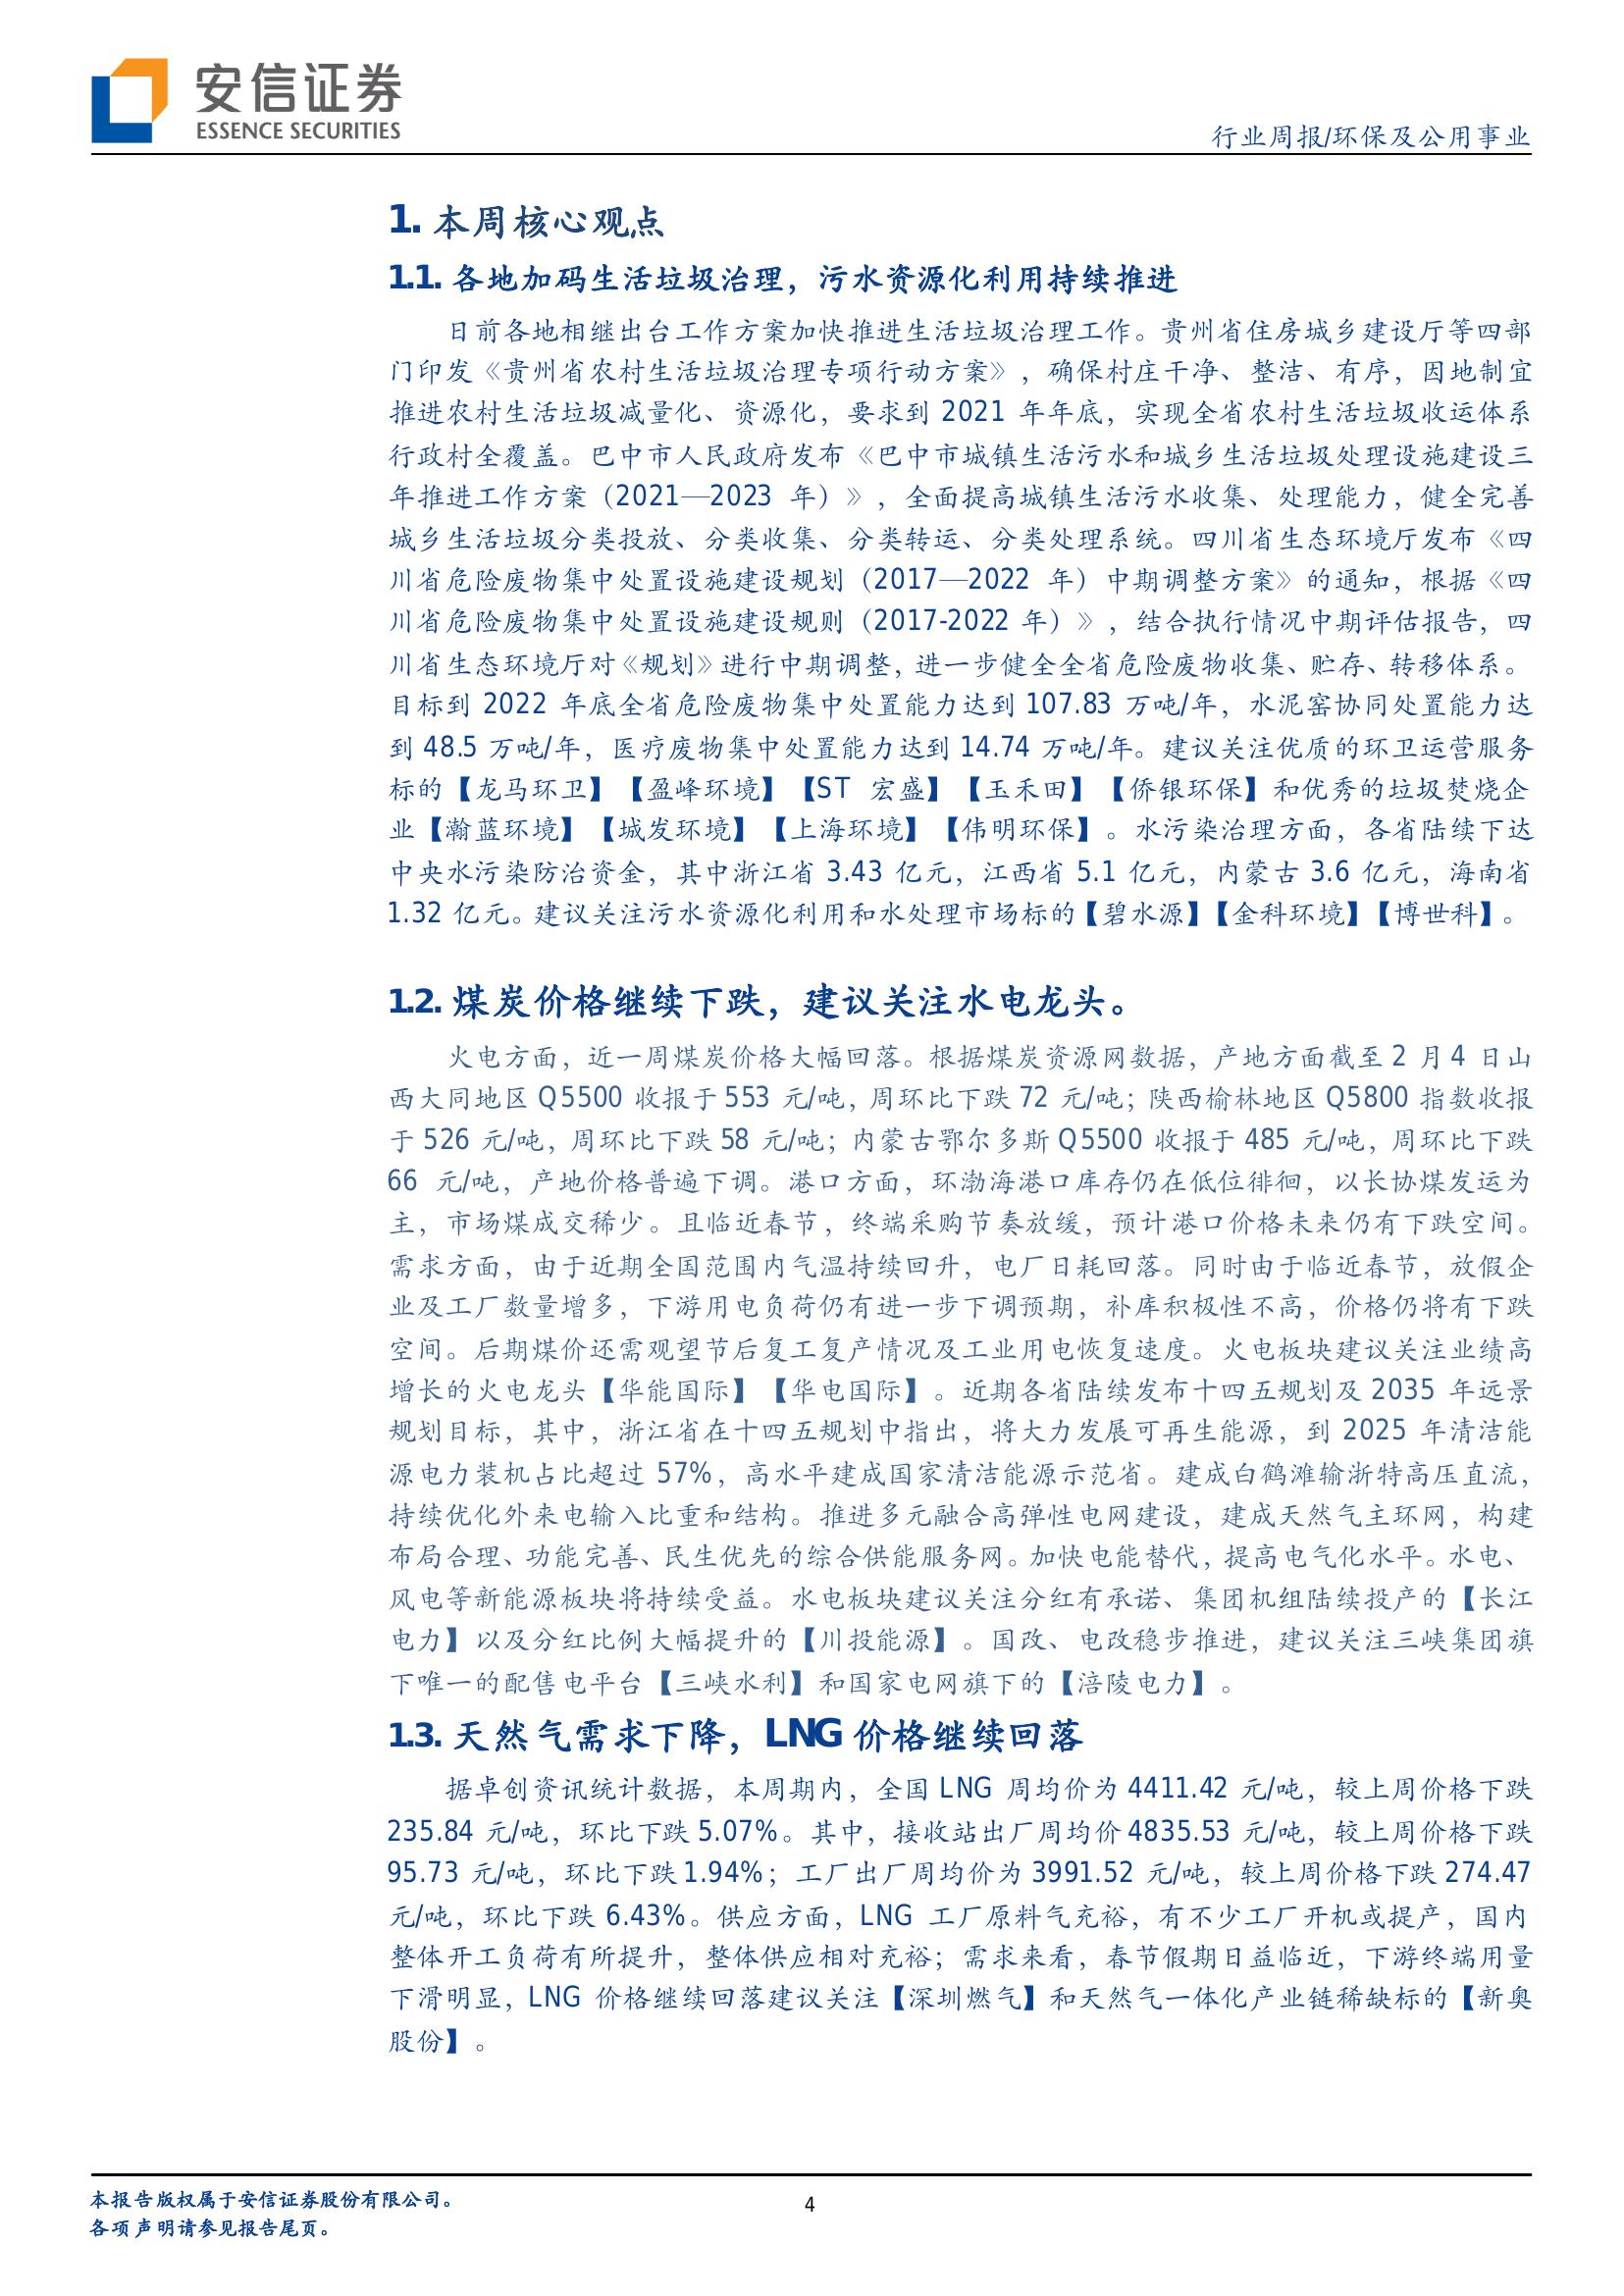 安信证券
ESSENCE SECURITIES
行业周报/环保及公用事业
1. 本周核心观点
1.1. 各地加码生活垃圾治理，污水资源化利用持续推进
日前各地相继出台工作方案加快推进生活垃圾治理工作。贵州省住房城乡建设厅等四部
门印发《贵州省农村生活垃圾治理专项行动方案》，确保村庄干净、整洁、有序，因地制宜
推进农村生活垃圾减量化、资源化，要求到 2021 年年底，实现全省农村生活垃圾收运体系
行政村全覆盖。巴中市人民政府发布《巴中市城镇生活污水和城乡生活垃圾处理设施建设三
年推进工作方案（2021—2023 年）》，全面提高城镇生活污水收集、处理能力，健全完善
城乡生活垃圾分类投放、分类收集、分类转运、分类处理系统。四川省生态环境厅发布《四
川省危险废物集中处置设施建设规划（2017—2022 年）中期调整方案》的通知，根据《四
川省危险废物集中处置设施建设规则（2017-2022 年）》，结合执行情况中期评估报告，四
川省生态环境厅对《规划》进行中期调整，进一步健全全省危险废物收集、贮存、转移体系。
目标到 2022 年底全省危险废物集中处置能力达到 107.83 万吨/年，水泥窑协同处置能力达
到 48.5 万吨/年，医疗废物集中处置能力达到 14.74 万吨/年。建议关注优质的环卫运营服务
标的【龙马环卫】【盈峰环境】【ST 宏盛】【玉禾田】【侨银环保】和优秀的垃圾焚烧企
业【瀚蓝环境】【城发环境】【上海环境】【伟明环保】。水污染治理方面，各省陆续下达
中央水污染防治资金，其中浙江省 3.43 亿元，江西省 5.1 亿元，内蒙古 3.6 亿元，海南省
1.32 亿元。建议关注污水资源化利用和水处理市场标的【碧水源】【金科环境】【博世科】。
1.2. 煤炭价格继续下跌，建议关注水电龙头。
火电方面，近一周煤炭价格大幅回落。根据煤炭资源网数据，产地方面截至 2 月 4 日山
西大同地区 Q5500 收报于 553 元/吨，周环比下跌 72 元/吨；陕西榆林地区 Q5800 指数收报
于 526 元/吨，周环比下跌 58 元/吨；内蒙古鄂尔多斯 Q5500 收报于 485 元/吨，周环比下跌
66 元/吨，产地价格普遍下调。港口方面，环渤海港口库存仍在低位徘徊，以长协煤发运为
主，市场煤成交稀少。且临近春节，终端采购节奏放缓，预计港口价格未来仍有下跌空间。
需求方面，由于近期全国范围内气温持续回升，电厂日耗回落。同时由于临近春节，放假企
业及工厂数量增多，下游用电负荷仍有进一步下调预期，补库积极性不高，价格仍将有下跌
空间。后期煤价还需观望节后复工复产情况及工业用电恢复速度。火电板块建议关注业绩高
增长的火电龙头【华能国际】【华电国际】。近期各省陆续发布十四五规划及 2035 年远景
规划目标，其中，浙江省在十四五规划中指出，将大力发展可再生能源，到 2025 年清洁能
源电力装机占比超过 57%，高水平建成国家清洁能源示范省。建成白鹤滩输浙特高压直流，
持续优化外来电输入比重和结构。推进多元融合高弹性电网建设，建成天然气主环网，构建
布局合理、功能完善、民生优先的综合供能服务网。加快电能替代，提高电气化水平。水电、
风电等新能源板块将持续受益。水电板块建议关注分红有承诺、集团机组陆续投产的【长江
电力】以及分红比例大幅提升的【川投能源】。国改、电改稳步推进，建议关注三峡集团旗
下唯一的配售电平台【三峡水利】和国家电网旗下的【涪陵电力】。
1.3. 天然气需求下降，LNG 价格继续回落
据卓创资讯统计数据，本周期内，全国 LNG 周均价为 4411.42 元/吨，较上周价格下跌
235.84 元/吨，环比下跌 5.07%。其中，接收站出厂周均价 4835.53 元/吨，较上周价格下跌
95.73 元/吨，环比下跌 1.94%；工厂出厂周均价为 3991.52 元/吨，较上周价格下跌 274.47
元/吨，环比下跌 6.43%。供应方面，LNG 工厂原料气充裕，有不少工厂开机或提产，国内
整体开工负荷有所提升，整体供应相对充裕；需求来看，春节假期日益临近，下游终端用量
下滑明显，LNG 价格继续回落建议关注【深圳燃气】和天然气一体化产业链稀缺标的【新奥
股份】。
本报告版权属于安信证券股份有限公司。
4
各项声明请参见报告尾页。